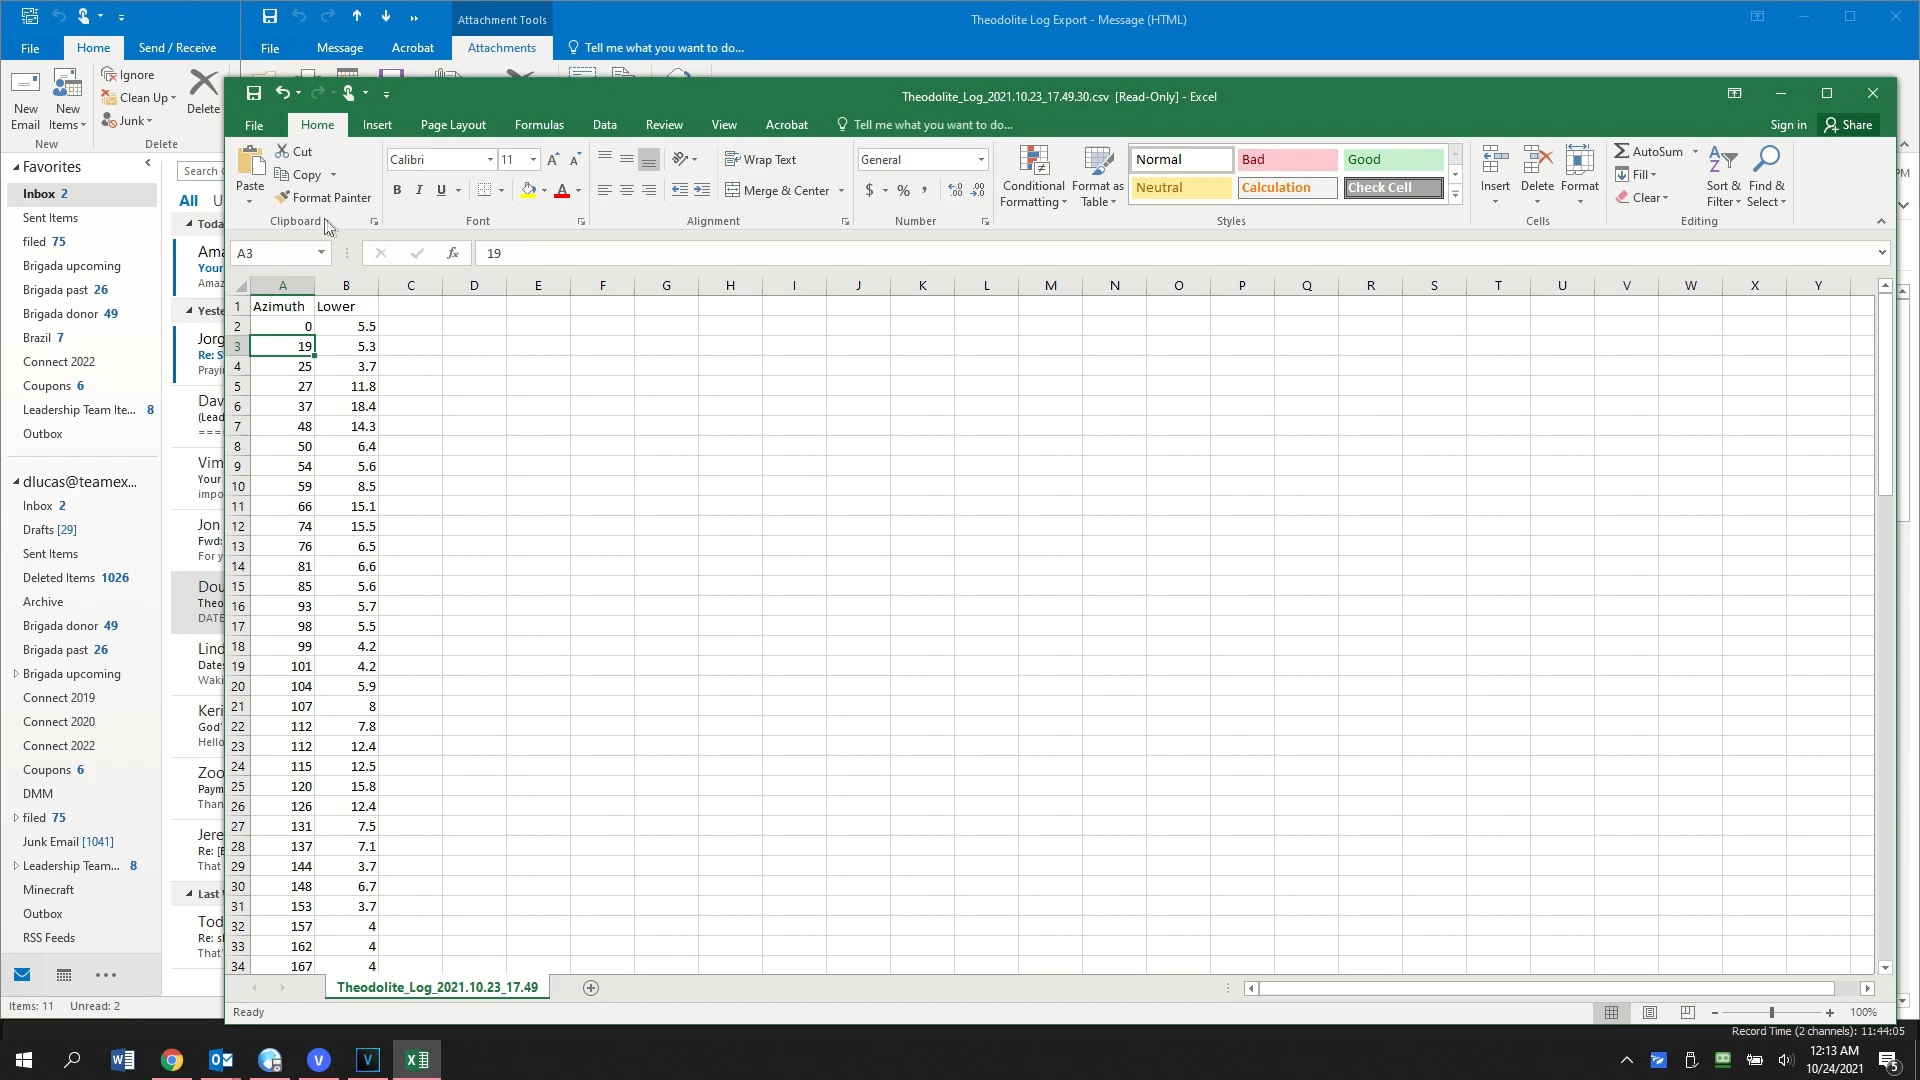 Attachment Tools
Theodolite Log Export - Message (HTML)
File Home Send / Receive File Message Acrobat Attachments Tell me what you want to do...
New Email
New Items
Ignore
Clean Up
Junk
Delete
New Delete
Theodolite_Log_2021.10.23_17.49.30.csv [Read-Only] - Excel
File Home Insert Page Layout Formulas Data Review View Acrobat Tell me what you want to do... Sign in Share
Paste
Cut
Copy
Format Painter
Clipboard
Calibri 11
B I U
Font
Wrap Text
Merge & Center
Alignment
General
$ % ,
Number
Conditional Formatting
Format as Table
Normal Bad Good
Neutral Calculation Check Cell
Styles
Insert Delete Format
Cells
AutoSum
Fill
Clear
Sort & Filter
Find & Select
Editing
A3 fx 19
A B C D E F G H I J K L M N O P Q R S T U V W X Y
1 Azimuth Lower
2 0 5.5
3 19 5.3
4 25 3.7
5 27 11.8
6 37 18.4
7 48 14.3
8 50 6.4
9 54 5.6
10 59 8.5
11 66 15.1
12 74 15.5
13 76 6.5
14 81 6.6
15 85 5.6
16 93 5.7
17 98 5.5
18 99 4.2
19 101 4.2
20 104 5.9
21 107 8
22 112 7.8
23 112 12.4
24 115 12.5
25 120 15.8
26 126 12.4
27 131 7.5
28 137 7.1
29 144 3.7
30 148 6.7
31 153 3.7
32 157 4
33 162 4
34 167 4
Theodolite_Log_2021.10.23_17.49
Ready
100%
Favorites
Inbox 2
Sent Items
filed 75
Brigada upcoming
Brigada past 26
Brigada donor 49
Brazil 7
Connect 2022
Coupons 6
Leadership Team Ite... 8
Outbox
dlucas@teamex...
Inbox 2
Drafts [29]
Sent Items
Deleted Items 1026
Archive
Brigada donor 49
Brigada past 26
Brigada upcoming
Connect 2019
Connect 2020
Connect 2022
Coupons 6
DMM
filed 75
Junk Email [1041]
Leadership Team... 8
Minecraft
Outbox
RSS Feeds
Search
All U
Toda
Ama
Your
Amaz
Yeste
Jorg
Re: S
Prayi
Dav
(Lead
====
Vim
Your
impo
Jon
Fwd:
For y
Dou
Theo
DATE
Lind
Dates
Waki
Keri
God'
Hello
Zoo
Paym
Than
Jere
Re: [E
That
Last
Tod
Re: sl
That'
PM
Items: 11 Unread: 2
Record Time (2 channels): 11:44:05
12:13 AM
10/24/2021
5